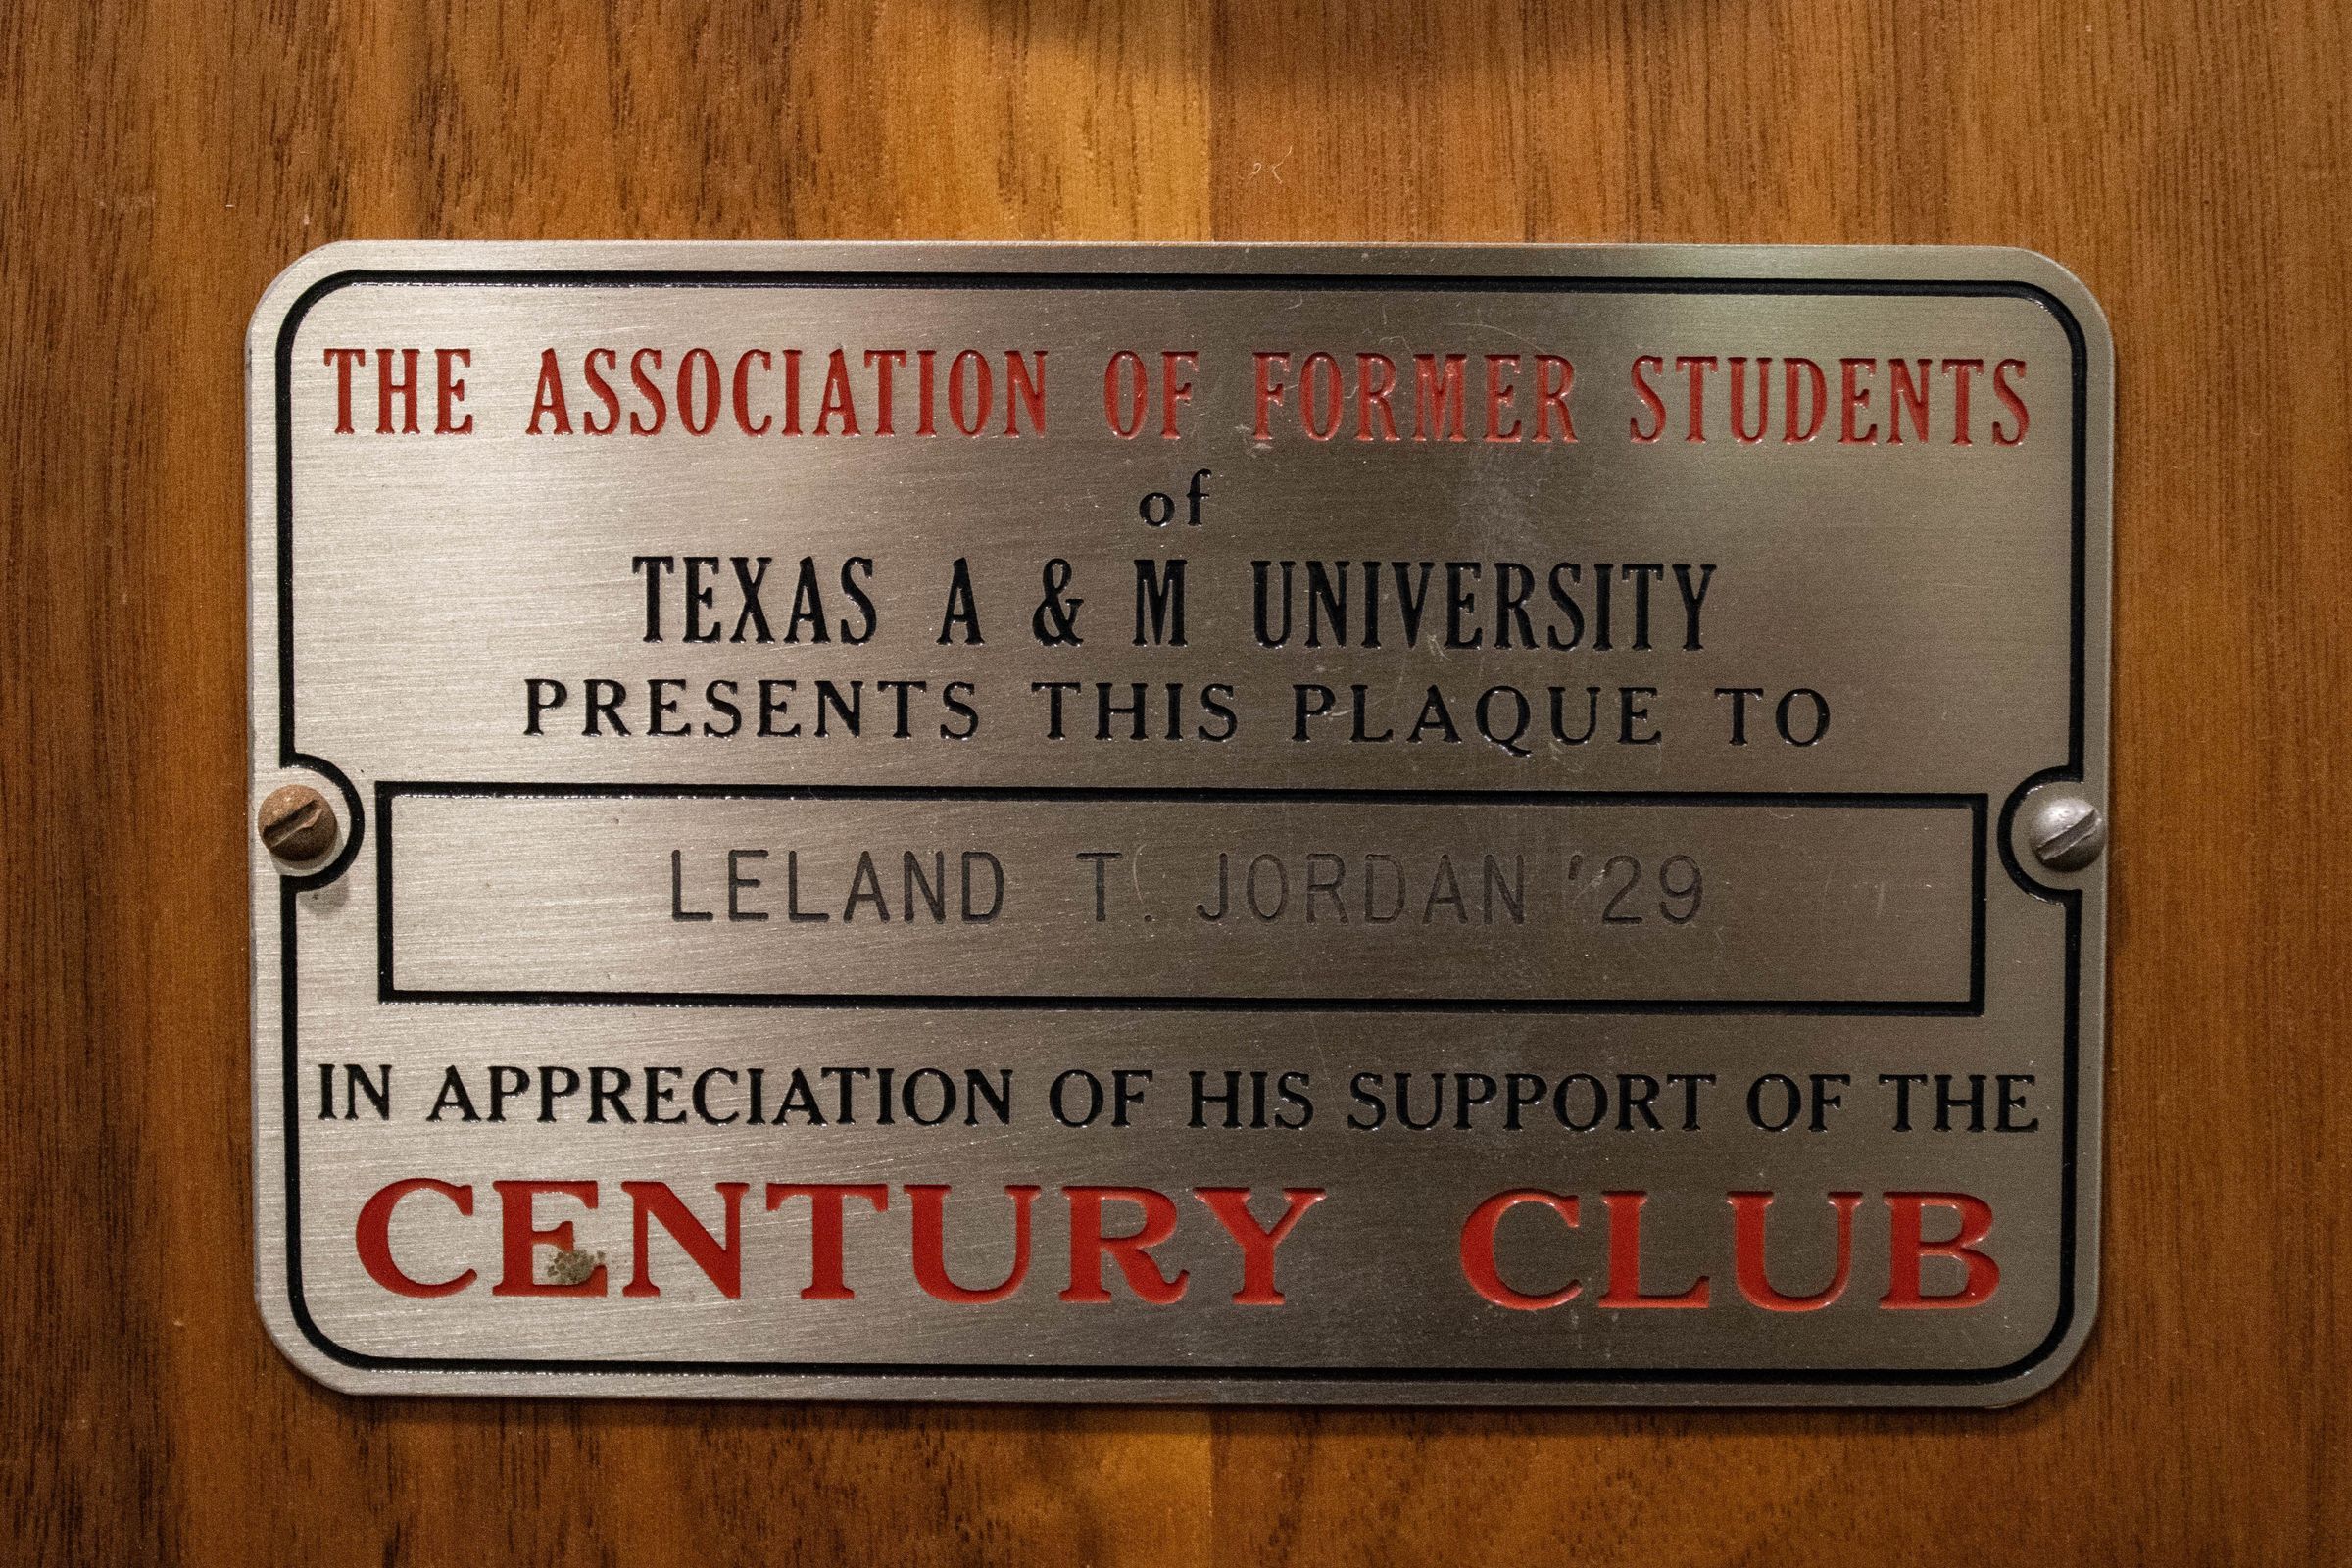 THE ASSOCIATION OF FORMER STUDENTS
of
TEXAS A & M UNIVERSITY
PRESENTS THIS PLAQUE TO
LELAND T. JORDAN '29
IN APPRECIATION OF HIS SUPPORT OF THE
CENTURY CLUB